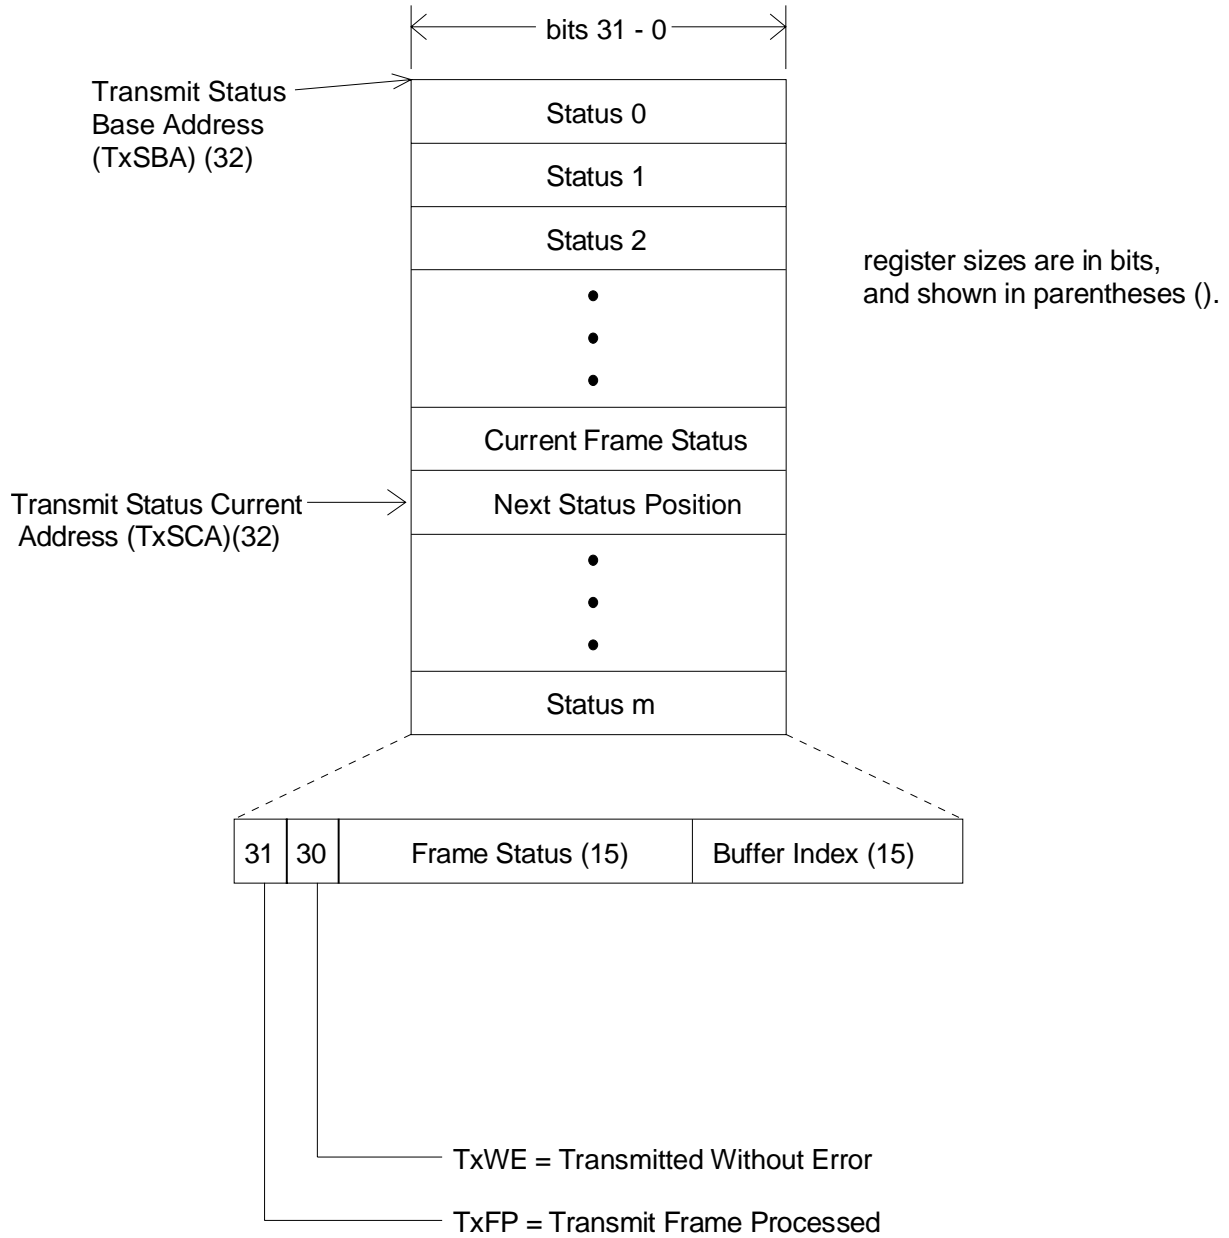 bits 31 - 0
Transmit Status
Base Address
(TxSBA) (32)
Status 0
Status 1
Status 2
register sizes are in bits,
and shown in parentheses ().
Current Frame Status
Transmit Status Current
Address (TxSCA)(32)
Next Status Position
Status m
31
30
Frame Status (15)
Buffer Index (15)
TxWE = Transmitted Without Error
TxFP = Transmit Frame Processed